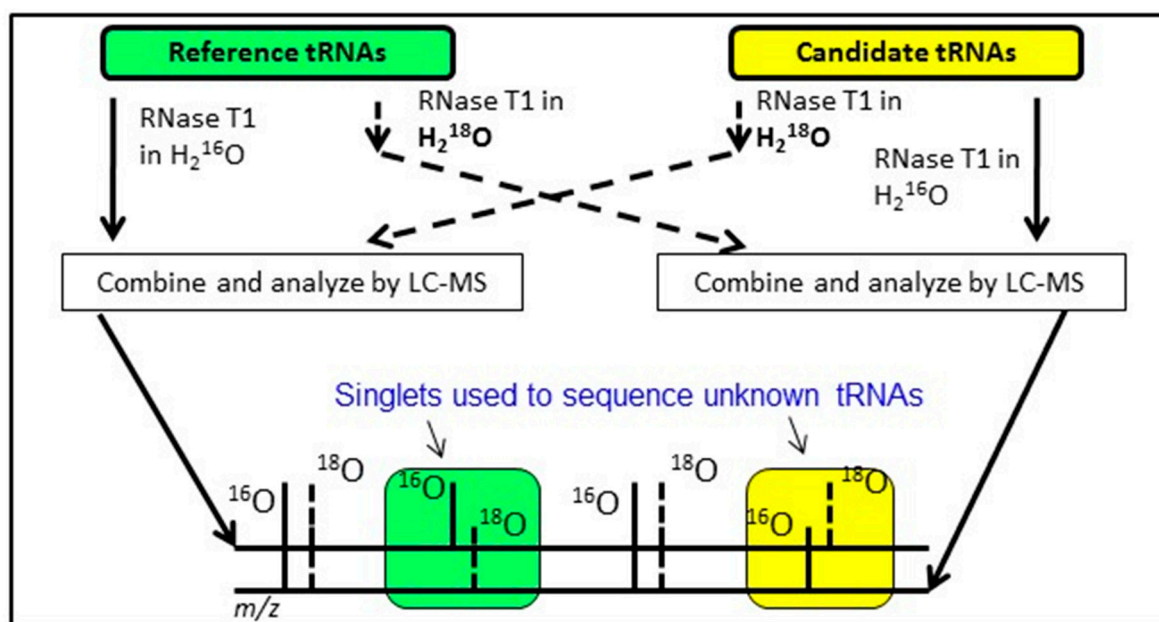 Reference tRNAs
Candidate tRNAs
RNase T1
in H₂¹⁶O
RNase T1 in
H₂¹⁸O
RNase T1 in
H₂¹⁸O
RNase T1 in
H₂¹⁶O
Combine and analyze by LC-MS
Combine and analyze by LC-MS
Singlets used to sequence unknown tRNAs
¹⁶O
¹⁸O
¹⁶O
¹⁸O
¹⁶O
¹⁸O
¹⁶O
¹⁸O
m/z